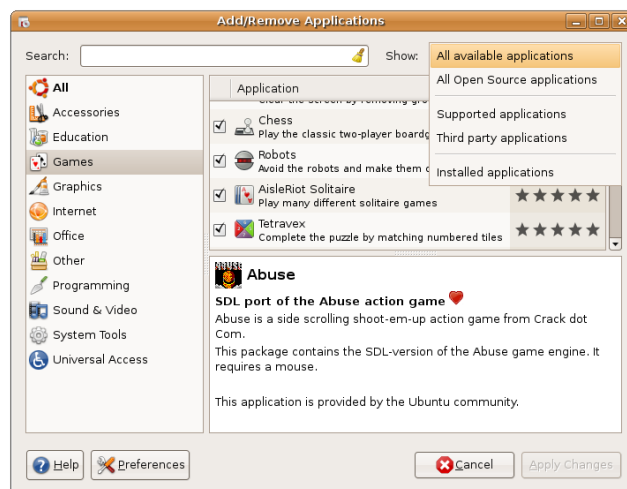 Add/Remove Applications
Search:
Show:
All available applications
All Open Source applications
Supported applications
Third party applications
Installed applications
All
Accessories
Education
Games
Graphics
Internet
Office
Other
Programming
Sound & Video
System Tools
Universal Access
Application
Clear the screen by removing
Chess
Play the classic two-player
Robots
Avoid the robots and make them
AisleRiot Solitaire
Play many different solitaire games
Tetravex
Complete the puzzle by matching numbered tiles
Abuse
SDL port of the Abuse action game
Abuse is a side scrolling shoot-em-up action game from Crack dot
Com.
This package contains the SDL-version of the Abuse game engine. It
requires a mouse.
This application is provided by the Ubuntu community.
Help
Preferences
Cancel
Apply Changes